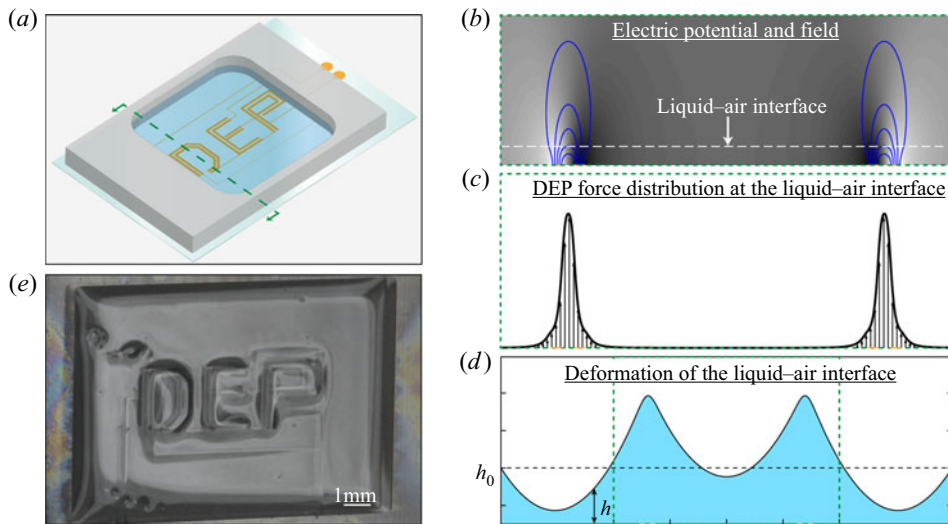 (a)
DEP
(b)
Electric potential and field
Liquid–air interface
(c)
DEP force distribution at the liquid–air interface
(e)
DEP
1mm
(d)
Deformation of the liquid–air interface
h0
h